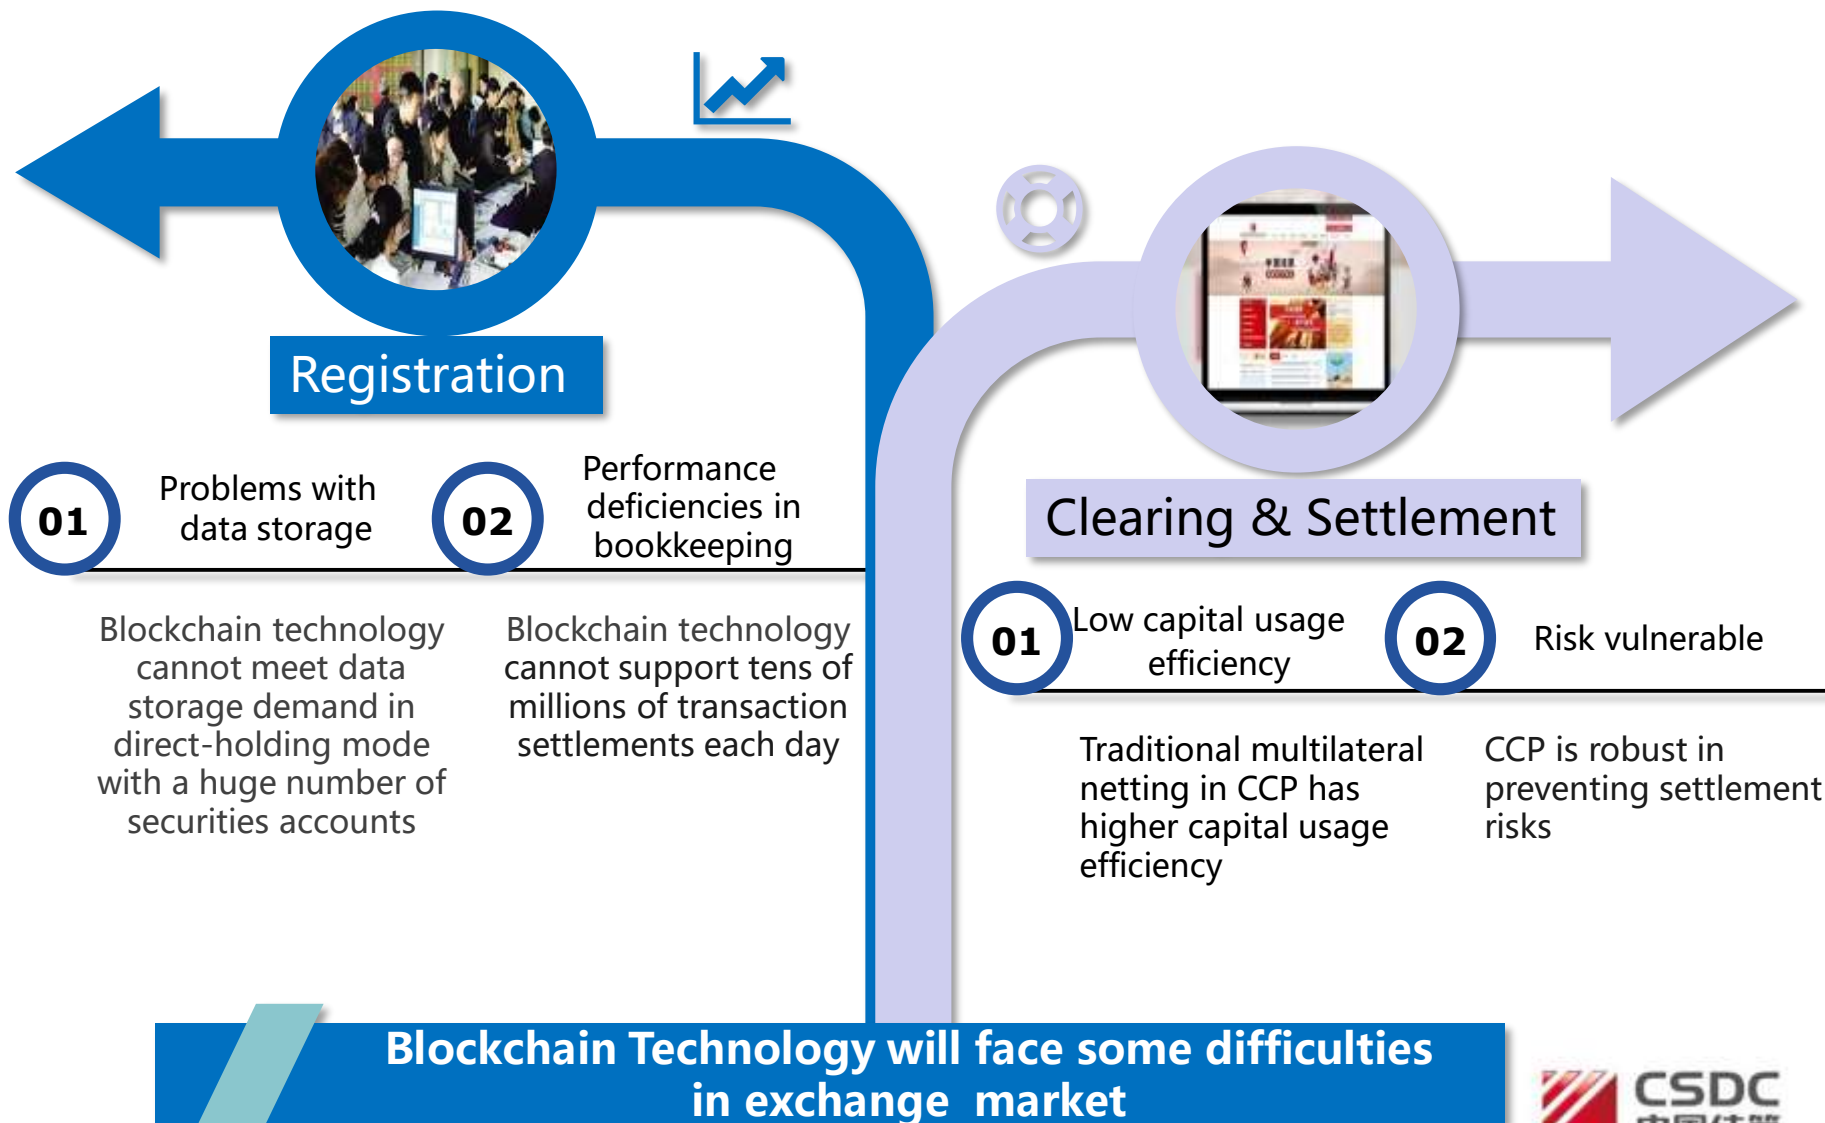 Registration
01
Problems with
data storage
02
Performance
deficiencies in
bookkeeping
Blockchain technology
cannot meet data
storage demand in
direct-holding mode
with a huge number of
securities accounts
Blockchain technology
cannot support tens of
millions of transaction
settlements each day
Clearing & Settlement
01
Low capital usage
efficiency
02
Risk vulnerable
Traditional multilateral
netting in CCP has
higher capital usage
efficiency
CCP is robust in
preventing settlement
risks
Blockchain Technology will face some difficulties
in exchange market
CSDC
中国结算